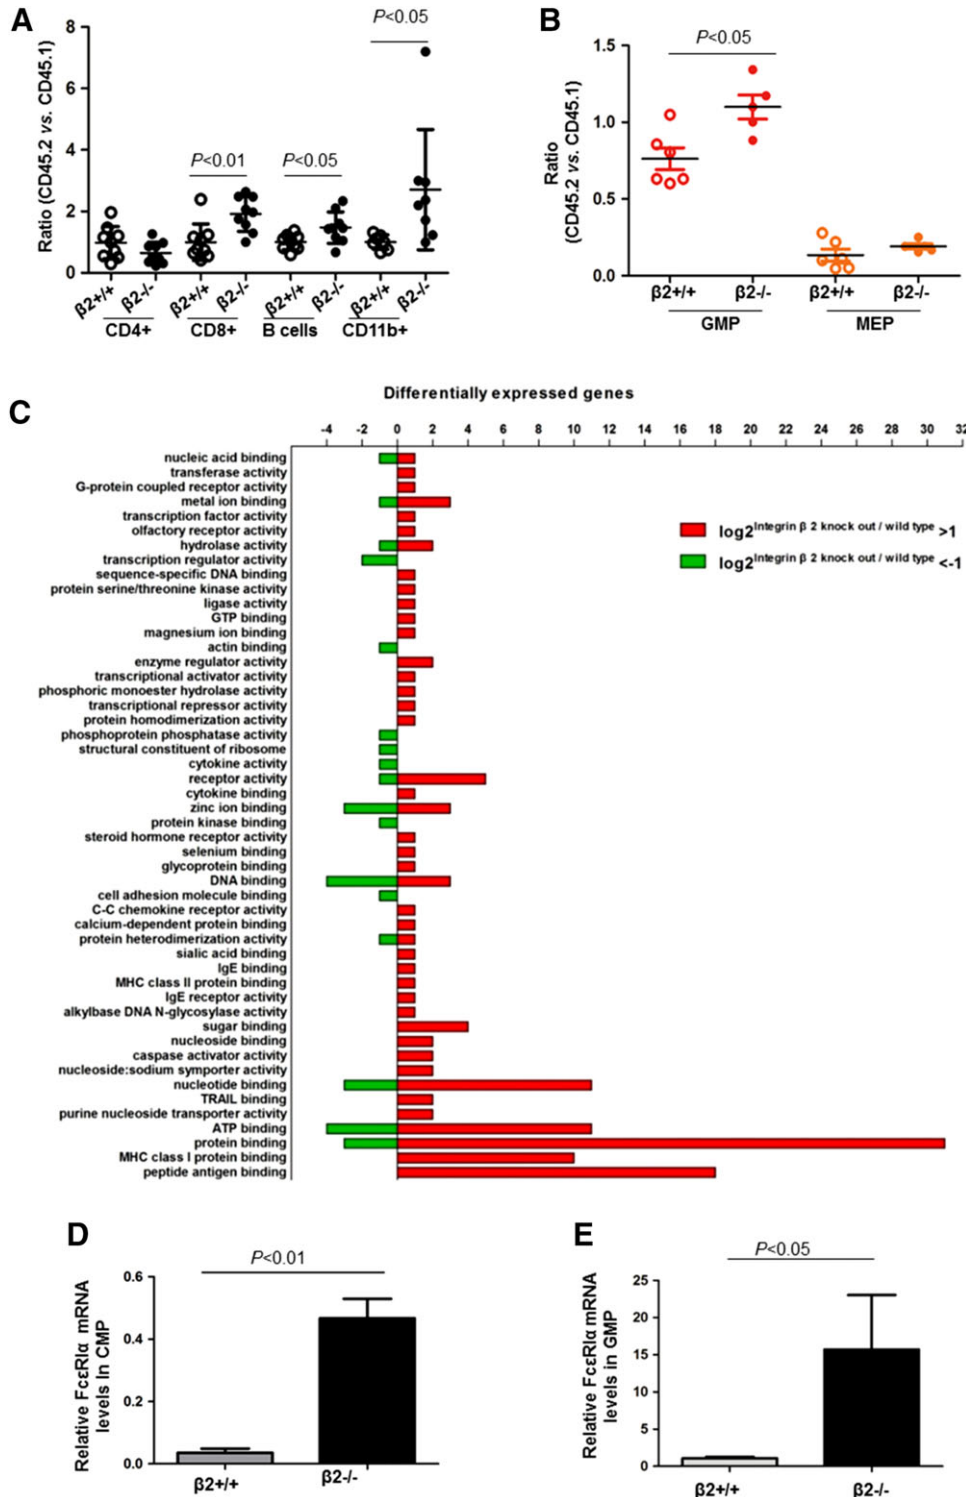 A
8
6
4
2
0
Ratio (CD45.2 vs. CD45.1)
P<0.01
P<0.05
P<0.05
β2+/+
β2-/-
β2+/+
β2-/-
β2+/+
β2-/-
β2+/+
β2-/-
CD4+
CD8+
B cells
CD11b+
B
1.5
1.0
0.5
0.0
Ratio
(CD45.2 vs. CD45.1)
P<0.05
β2+/+
β2-/-
β2+/+
β2-/-
GMP
MEP
C
Differentially expressed genes
-4 -2 0 2 4 6 8 10 12 14 16 18 20 22 24 26 28 30 32
nucleic acid binding
transferase activity
G-protein coupled receptor activity
metal ion binding
transcription factor activity
olfactory receptor activity
hydrolase activity
transcription regulator activity
sequence-specific DNA binding
protein serine/threonine kinase activity
ligase activity
GTP binding
magnesium ion binding
actin binding
enzyme regulator activity
transcriptional activator activity
phosphoric monoester hydrolase activity
transcriptional repressor activity
protein homodimerization activity
phosphoprotein phosphatase activity
structural constituent of ribosome
cytokine activity
receptor activity
cytokine binding
zinc ion binding
protein kinase binding
steroid hormone receptor activity
selenium binding
glycoprotein binding
DNA binding
cell adhesion molecule binding
C-C chemokine receptor activity
calcium-dependent protein binding
protein heterodimerization activity
sialic acid binding
IgE binding
MHC class II protein binding
IgE receptor activity
alkylbase DNA N-glycosylase activity
sugar binding
nucleoside binding
caspase activator activity
nucleoside:sodium symporter activity
nucleotide binding
TRAIL binding
purine nucleoside transporter activity
ATP binding
protein binding
MHC class I protein binding
peptide antigen binding
log2Integrin β 2 knock out / wild type >1
log2Integrin β 2 knock out / wild type <-1
D
P<0.01
0.6
0.4
0.2
0.0
Relative FcεRIα mRNA
levels In CMP
β2+/+
β2-/-
E
P<0.05
25
20
15
10
5
0
Relative FcεRIα mRNA
levels in GMP
β2+/+
β2-/-